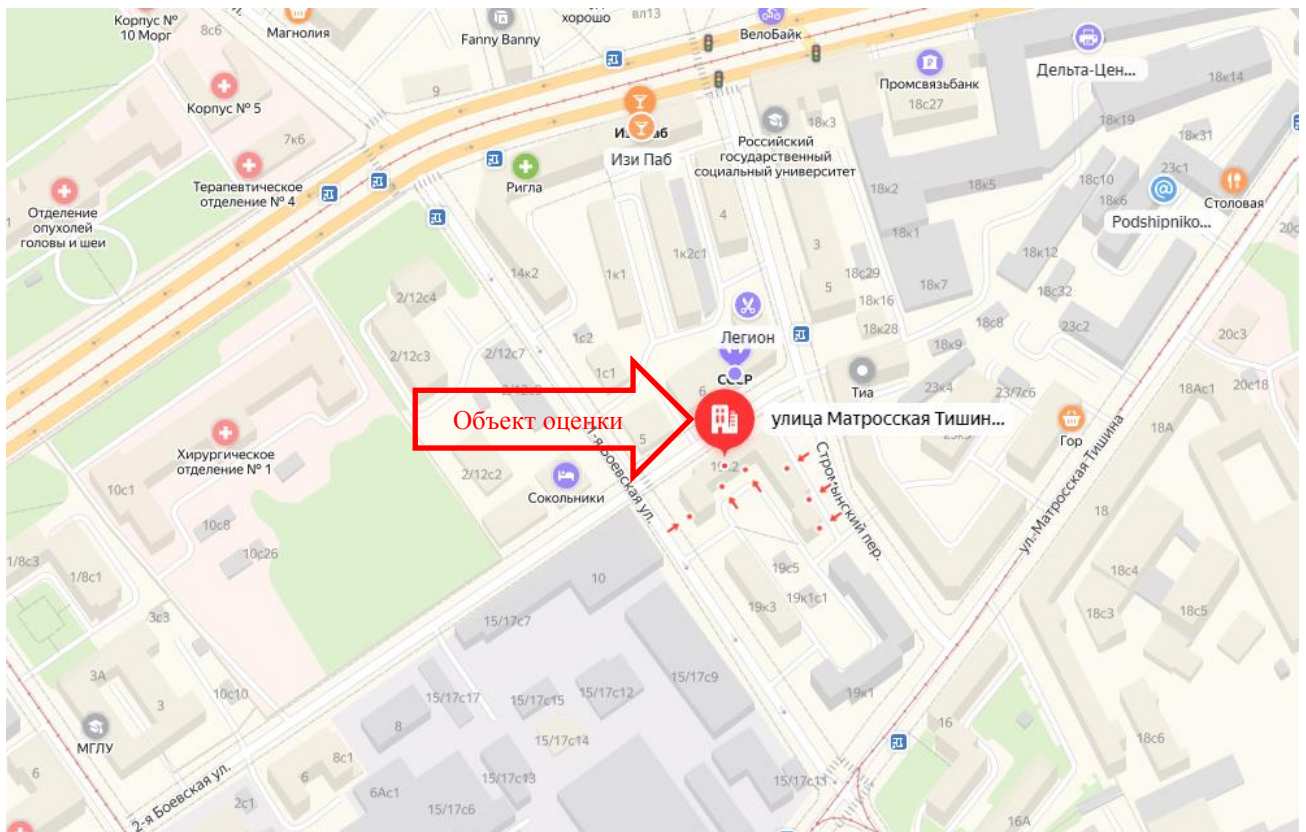 Корпус №
10 Морг
8с6
Магнолия
Fanny Banny
хорошо
вл13
ВелоБайк
Дельта-Цен...
18к14
Промсвязьбанк
18с27
Корпус № 5
9
7к6
18к3
18к19
18к31
Изи Паб
Российский
государственный
социальный университет
23с1
Терапевтическое
отделение № 4
Ригла
18к2
18к5
18с10
18к6
Столовая
Podshipniko...
Отделение
опухолей
головы и шеи
4
18к1
20с
3
1к2с1
18к12
14к2
1к1
18с29
5
18к7
18с32
2/12с4
18к16
Легион
1с2
18к28
18с8
23с2
20с3
18к9
2/12с3
2/12с7
1с1
СССР
6
Тиа
23к4
23/7с6
18Ас1
20с18
Объект оценки
улица Матросская Тишин...
5
Гор
18А
Хирургическое
отделение № 1
2/12с2
Сокольники
1-я Боевская ул.
Стромынский пер.
ул. Матросская Тишина
10с1
18
10с8
10с26
1/8с3
1/8с1
10
19с5
18с4
3с3
15/17с7
19к3
19к1с1
18с3
18с5
3А
3
10с10
15/17с17
15/17с15
15/17с12
15/17с9
19к1
МГЛУ
8
16
15/17с14
18с6
6
8с1
6
15/17с13
15/17с11
2-я Боевская ул.
2с1
6Ас1
15/17с6
16А